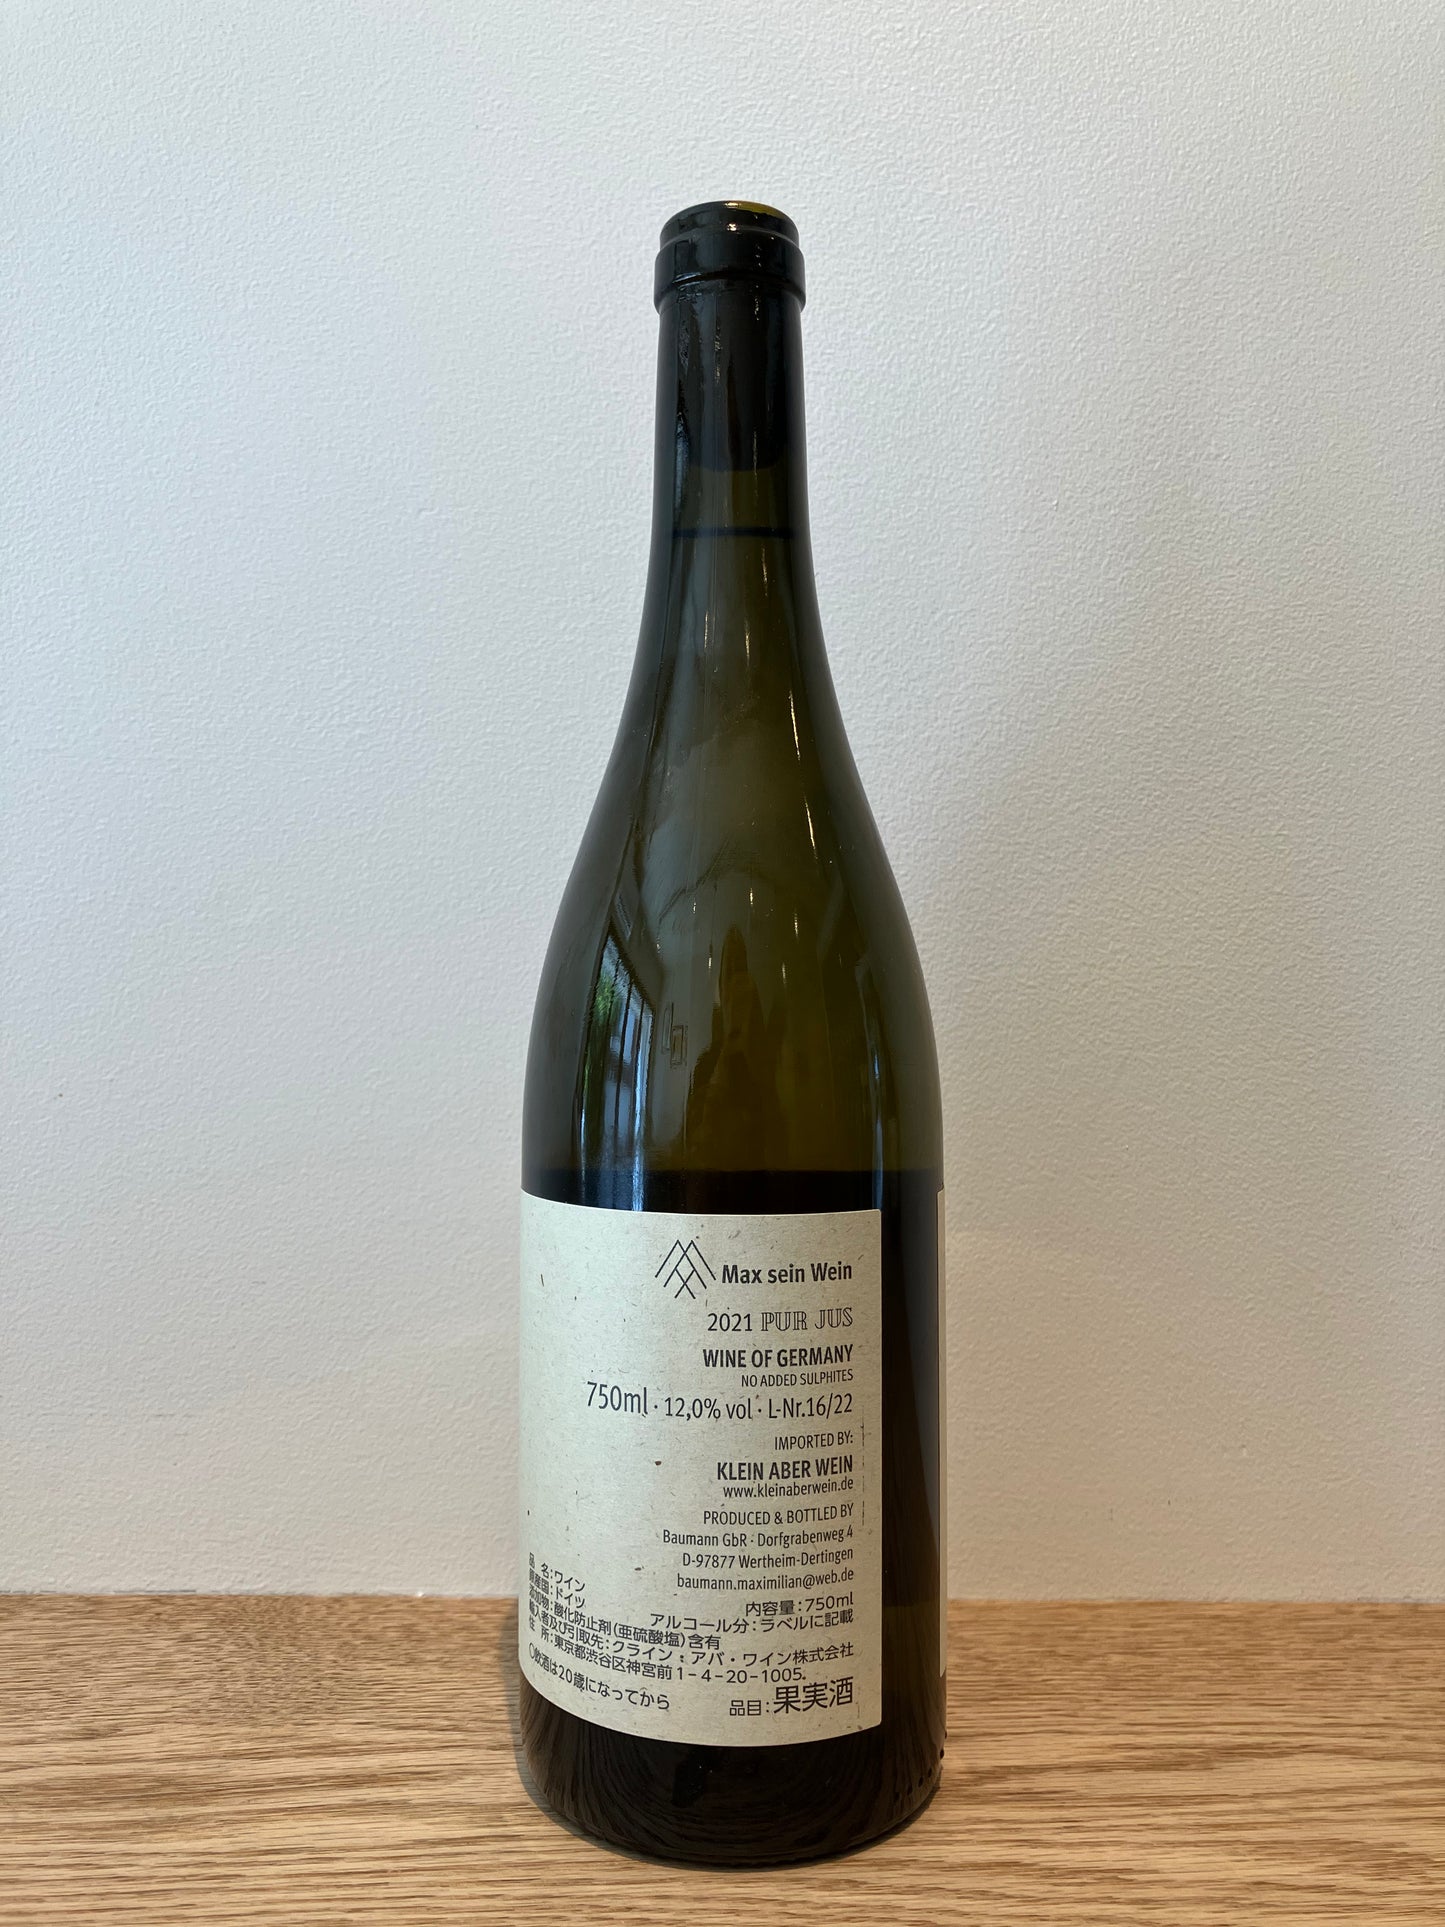 Max sein Wein
2021 PUR JUS
WINE OF GERMANY
NO ADDED SULPHITES
750ml · 12,0% vol · L-Nr.16/22
IMPORTED BY:
KLEIN ABER WEIN
www.kleinaberwein.de
PRODUCED & BOTTLED BY
Baumann GbR · Dorfgrabenweg 4
D-97877 Wertheim-Dertingen
baumann.maximilian@web.de
品 名:ワイン
原産国:ドイツ 内容量:750ml
添加物:酸化防止剤(亜硫酸塩)含有 アルコール分:ラベルに記載
輸入者及び引取先:クライン・アバ・ワイン株式会社
住 所:東京都渋谷区神宮前1-4-20-1005
〇飲酒は20歳になってから 品目:果実酒